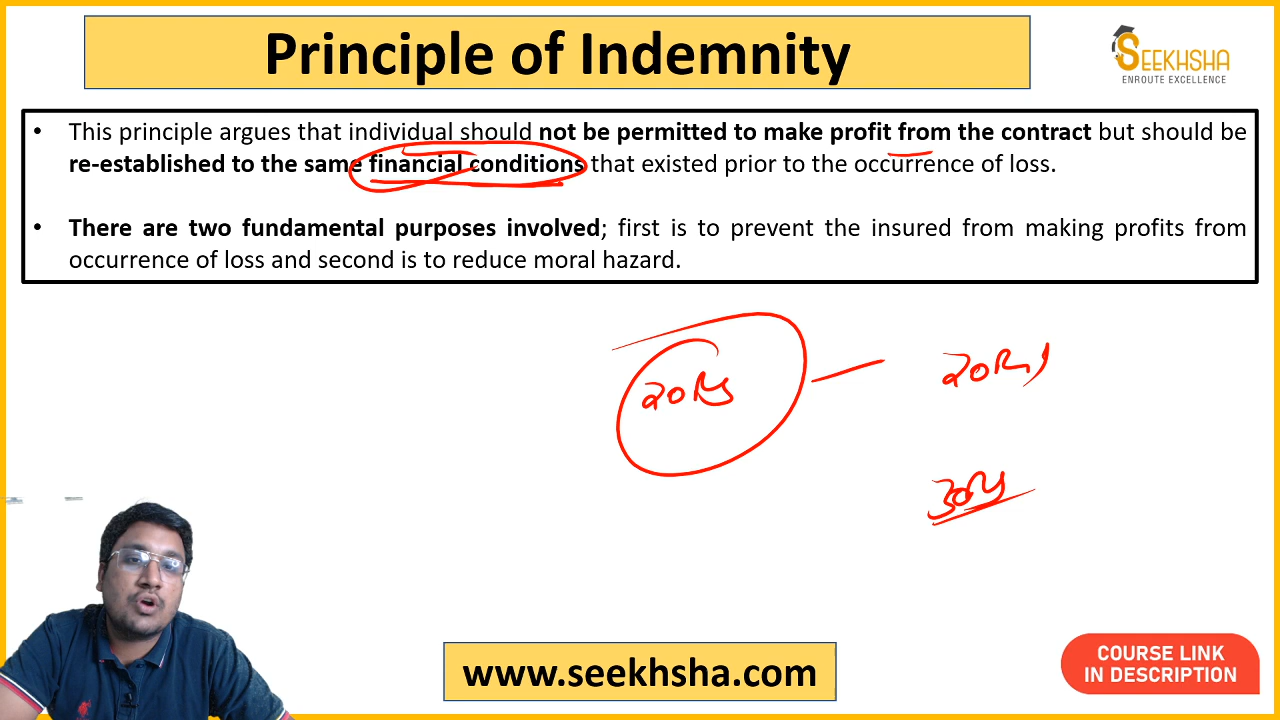 Principle of Indemnity
SEEKHSHA
ENROUTE EXCELLENCE
• This principle argues that individual should not be permitted to make profit from the contract but should be
re-established to the same financial conditions that existed prior to the occurrence of loss.
• There are two fundamental purposes involved; first is to prevent the insured from making profits from
occurrence of loss and second is to reduce moral hazard.
20Rs
20Rs
30Rs
www.seekhsha.com
COURSE LINK
IN DESCRIPTION